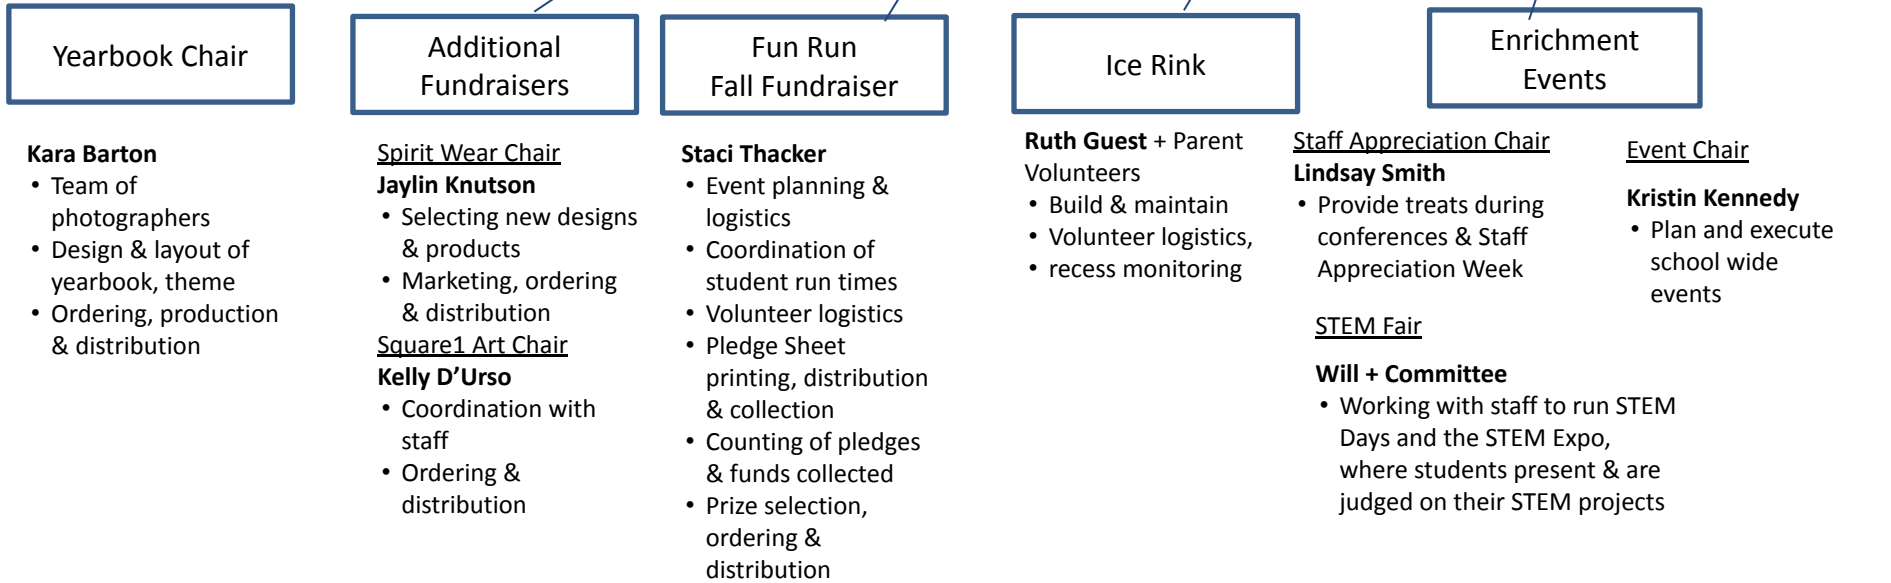 Yearbook Chair
Kara Barton
• Team of
photographers
• Design & layout of
yearbook, theme
• Ordering, production
& distribution
Additional
Fundraisers
Spirit Wear Chair
Jaylin Knutson
• Selecting new designs
& products
• Marketing, ordering
& distribution
Square1 Art Chair
Kelly D’Urso
• Coordination with
staff
• Ordering &
distribution
Fun Run
Fall Fundraiser
Staci Thacker
• Event planning &
logistics
• Coordination of
student run times
• Volunteer logistics
• Pledge Sheet
printing, distribution
& collection
• Counting of pledges
& funds collected
• Prize selection,
ordering &
distribution
Ice Rink
Ruth Guest + Parent
Volunteers
• Build & maintain
• Volunteer logistics,
• recess monitoring
Enrichment
Events
Staff Appreciation Chair
Lindsay Smith
• Provide treats during
conferences & Staff
Appreciation Week
STEM Fair
Will + Committee
• Working with staff to run STEM
Days and the STEM Expo,
where students present & are
judged on their STEM projects
Event Chair
Kristin Kennedy
• Plan and execute
school wide
events